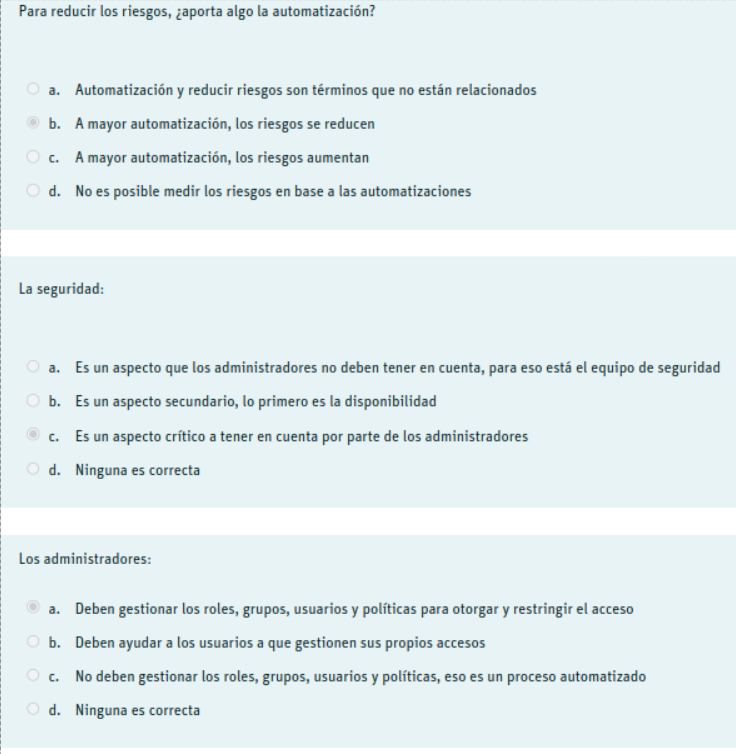 Para reducir los riesgos, ¿aporta algo la automatización?
a. Automatización y reducir riesgos son términos que no están relacionados
b. A mayor automatización, los riesgos se reducen
c. A mayor automatización, los riesgos aumentan
d. No es posible medir los riesgos en base a las automatizaciones
La seguridad:
a. Es un aspecto que los administradores no deben tener en cuenta, para eso está el equipo de seguridad
b. Es un aspecto secundario, lo primero es la disponibilidad
c. Es un aspecto crítico a tener en cuenta por parte de los administradores
d. Ninguna es correcta
Los administradores:
a. Deben gestionar los roles, grupos, usuarios y políticas para otorgar y restringir el acceso
b. Deben ayudar a los usuarios a que gestionen sus propios accesos
c. No deben gestionar los roles, grupos, usuarios y políticas, eso es un proceso automatizado
d. Ninguna es correcta